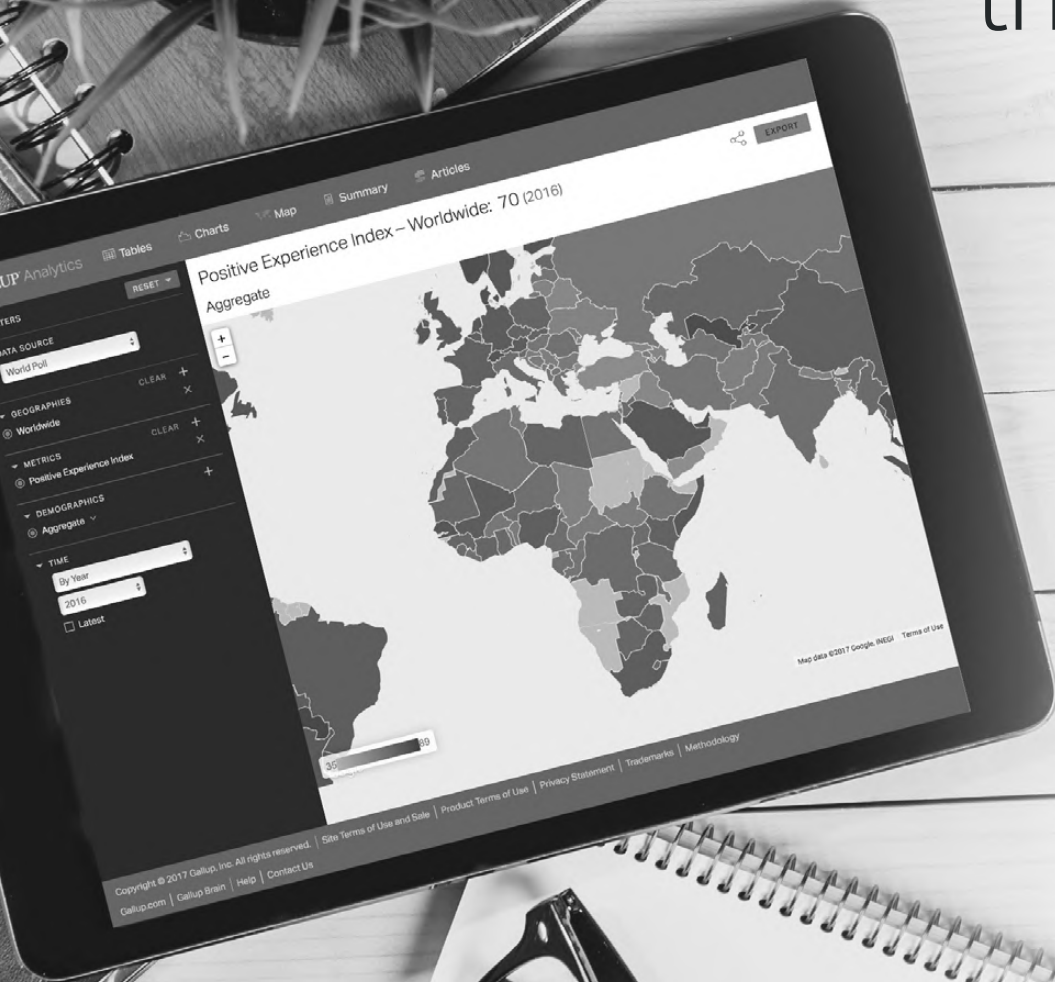 Tables
Charts
Map
Summary
Articles
Analytics
RESET
Positive Experience Index – Worldwide: 70 (2016)
EXPORT
Aggregate
DATA SOURCE
World Poll
CLEAR +
GEOGRAPHIES
Worldwide
CLEAR +
METRICS
Positive Experience Index
+
DEMOGRAPHICS
Aggregate
TIME
By Year
2016
Latest
+
−
35
89
Map data ©2017 Google, INEGI Terms of Use
Copyright © 2017 Gallup, Inc. All rights reserved. | Site Terms of Use and Sale | Product Terms of Use | Privacy Statement | Trademarks | Methodology
Gallup.com | Gallup Brain | Help | Contact Us